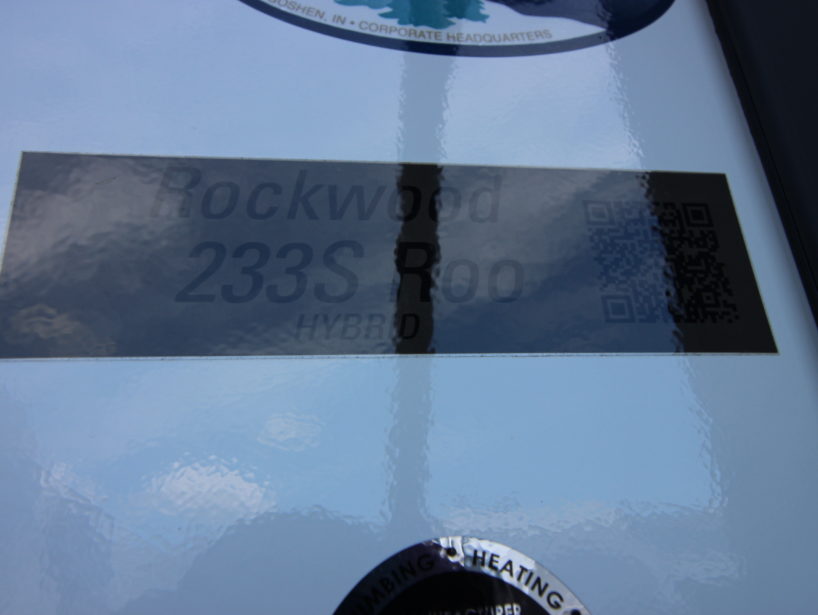 GOSHEN, IN • CORPORATE HEADQUARTERS
Rockwood
233S Roo
HYBRID
• HEATING •